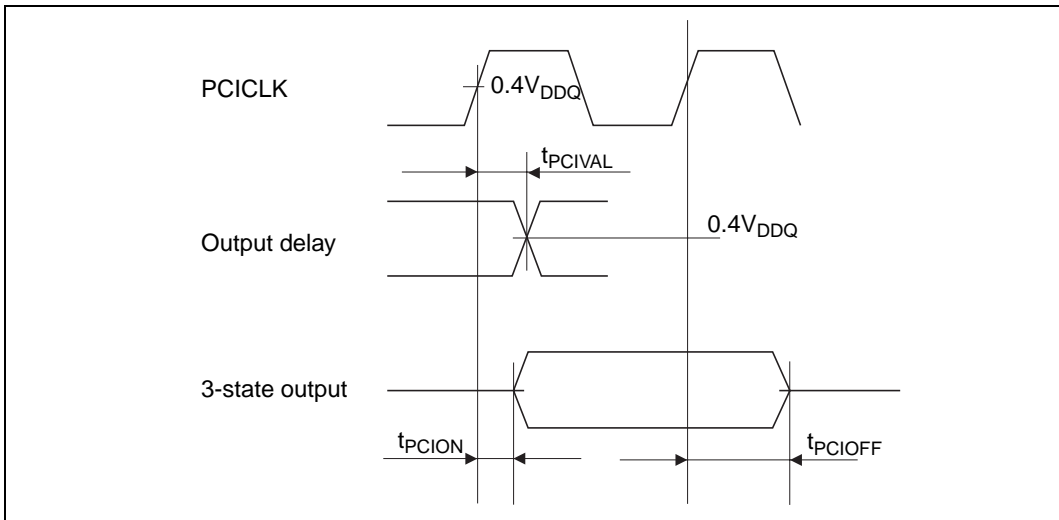 PCICLK
0.4VDDQ
tPCIVAL
Output delay
0.4VDDQ
3-state output
tPCION
tPCIOFF